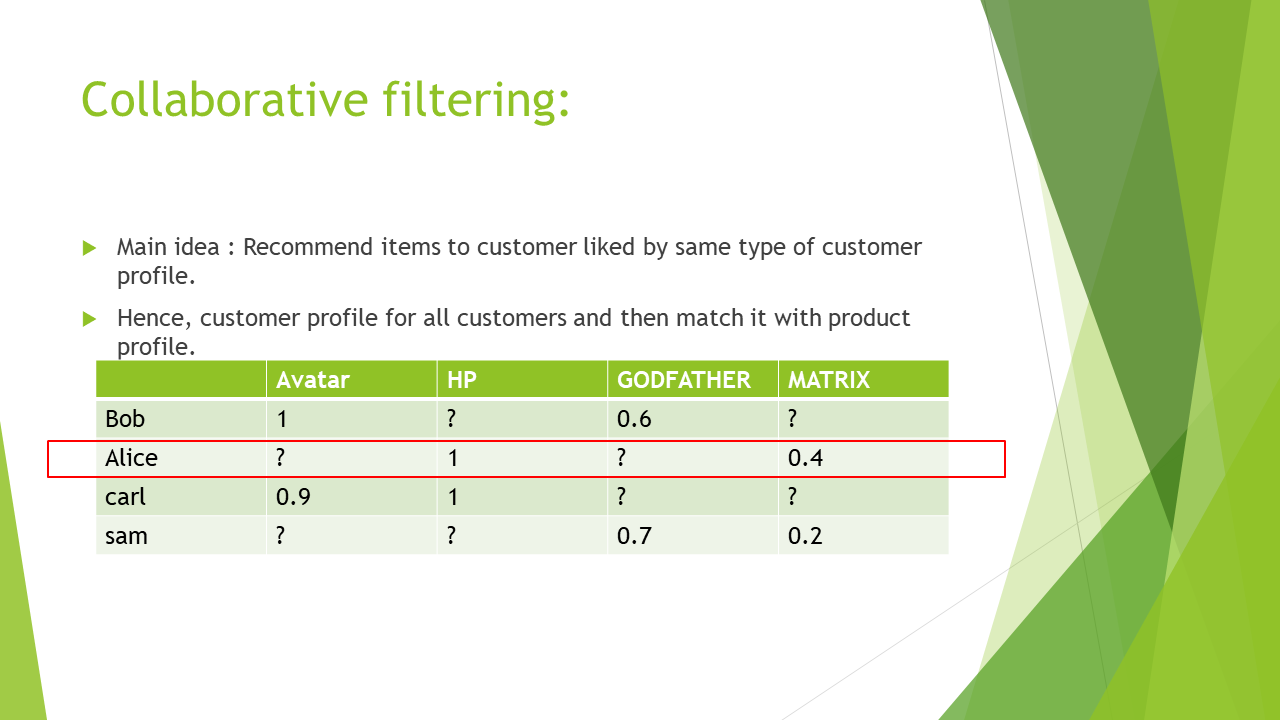 Collaborative filtering:
Main idea : Recommend items to customer liked by same type of customer
profile.
Hence, customer profile for all customers and then match it with product
profile.
Avatar HP GODFATHER MATRIX
Bob 1 ? 0.6 ?
Alice ? 1 ? 0.4
carl 0.9 1 ? ?
sam ? ? 0.7 0.2